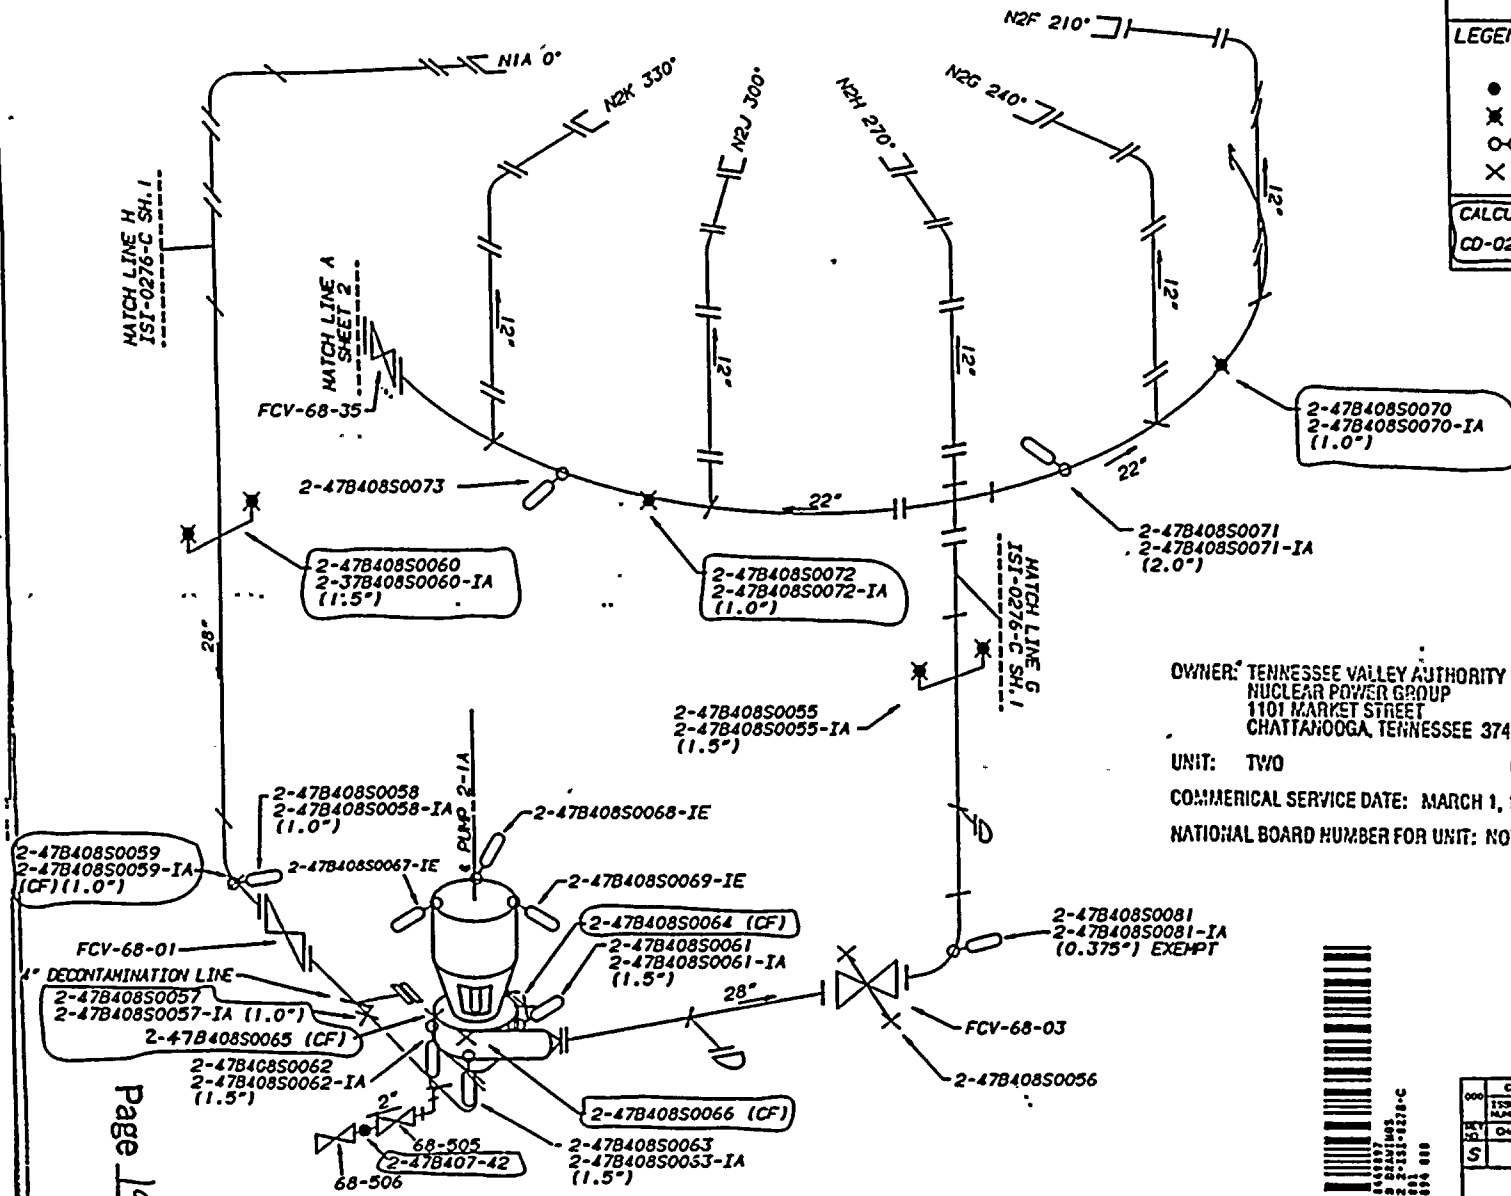 N2F 210°
LEGEN
N1A 0°
N2K 330°
N2J 300°
N2H 270°
N2G 240°
CALCU
CD-02
MATCH LINE H
ISI-0276-C SH.1
MATCH LINE A
SHEET 2
12"
12"
12"
12"
12"
FCV-68-35
2-47B408S0070
2-47B408S0070-IA
(1.0")
2-47B408S0073
22"
22"
2-47B408S0071
2-47B408S0071-IA
(2.0")
2-47B408S0060
2-37B408S0060-IA
(1.5")
2-47B408S0072
2-47B408S0072-IA
(1.0")
MATCH LINE G
ISI-0276-C SH.1
28"
OWNER: TENNESSEE VALLEY AUTHORITY
NUCLEAR POWER GROUP
1101 MARKET STREET
CHATTANOOGA, TENNESSEE 374
UNIT: TWO
COMMERICAL SERVICE DATE: MARCH 1,
NATIONAL BOARD NUMBER FOR UNIT: NO
2-47B408S0055
2-47B408S0055-IA
(1.5")
PUMP 2-1A
2-47B408S0058
2-47B408S0058-IA
(1.0")
2-47B408S0068-IE
2-47B408S0059
2-47B408S0059-IA
(CF)(1.0")
2-47B408S0067-IE
2-47B408S0069-IE
2-47B408S0064 (CF)
2-47B408S0061
2-47B408S0061-IA
(1.5")
2-47B408S0081
2-47B408S0081-IA
(0.375") EXEMPT
FCV-68-01
4" DECONTAMINATION LINE
2-47B408S0057
2-47B408S0057-IA (1.0")
2-47B408S0065 (CF)
28"
FCV-68-03
2-47B408S0062
2-47B408S0062-IA
(1.5")
2-47B408S0056
2-47B408S0066 (CF)
2"
68-505
2-47B407-42
68-506
2-47B408S0063
2-47B408S0063-IA
(1.5")
Page
000
S